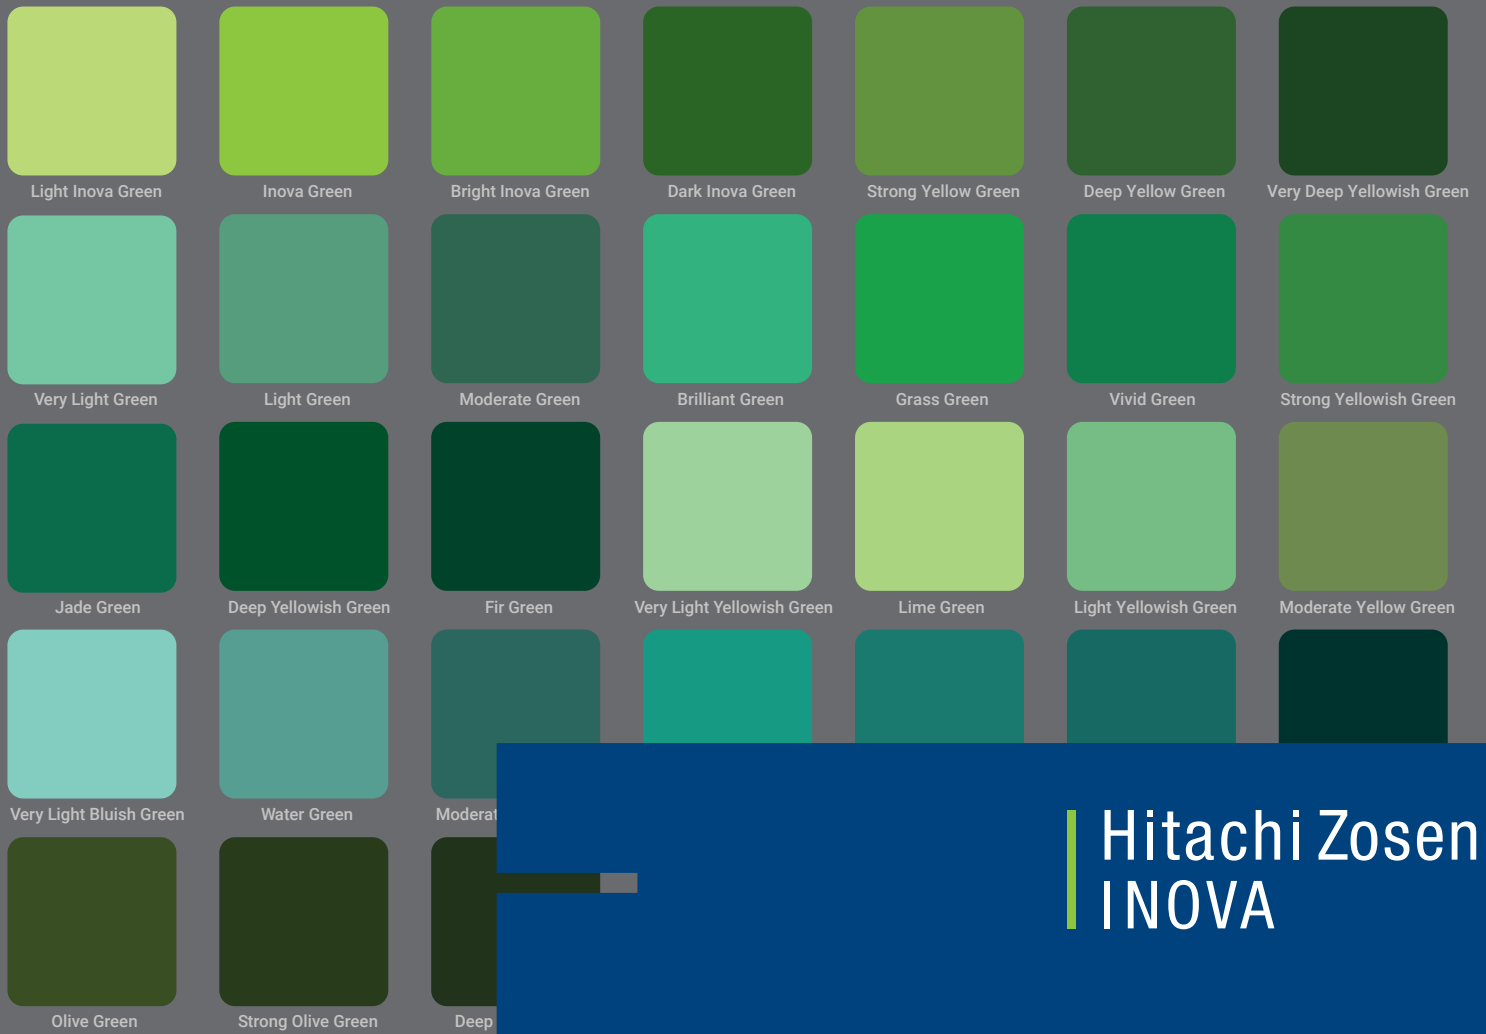 Light Inova Green
Inova Green
Bright Inova Green
Dark Inova Green
Strong Yellow Green
Deep Yellow Green
Very Deep Yellowish Green
Very Light Green
Light Green
Moderate Green
Brilliant Green
Grass Green
Vivid Green
Strong Yellowish Green
Jade Green
Deep Yellowish Green
Fir Green
Very Light Yellowish Green
Lime Green
Light Yellowish Green
Moderate Yellow Green
Very Light Bluish Green
Water Green
Olive Green
Strong Olive Green
Deep
Hitachi Zosen
INOVA